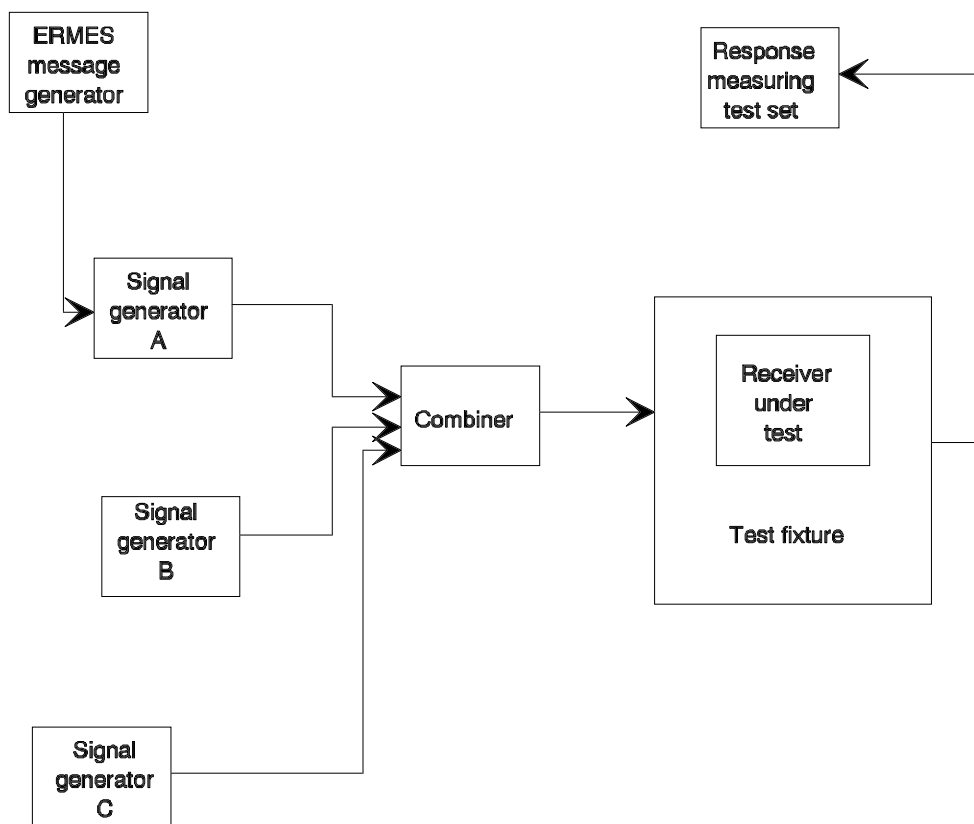 ERMES
message
generator
Response
measuring
test set
Signal
generator
A
Receiver
under
test
Combiner
Signal
generator
B
Test fixture
Signal
generator
C